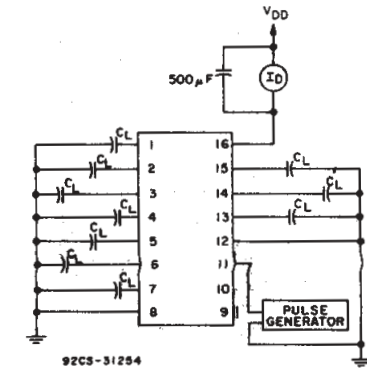 VDD
500μF
ID
CL
1
16
CL
2
15
CL
CL
3
14
CL
CL
4
13
CL
CL
5
12
CL
6
11
CL
7
10
8
9
PULSE
GENERATOR
92CS-31254